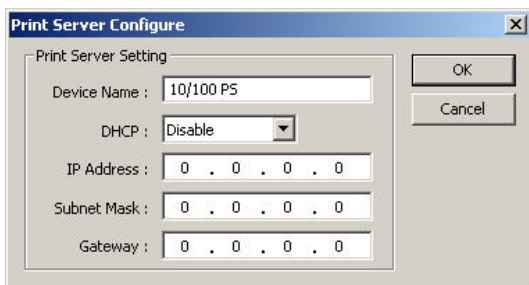 Print Server Configure
Print Server Setting
Device Name : 10/100 PS
DHCP : Disable
IP Address : 0 . 0 . 0 . 0
Subnet Mask : 0 . 0 . 0 . 0
Gateway : 0 . 0 . 0 . 0
OK
Cancel